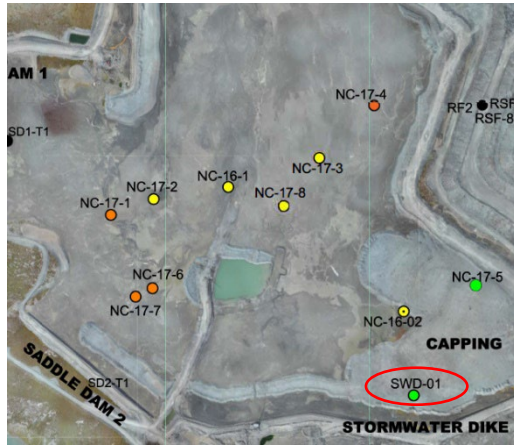 AM 1
SD1-T1
NC-17-4
RF2
RSF
RSF-8
NC-17-3
NC-16-1
NC-17-2
NC-17-1
NC-17-8
NC-17-6
NC-17-7
NC-17-5
NC-16-02
CAPPING
SADDLE DAM 2
SD2-T1
SWD-01
STORMWATER DIKE